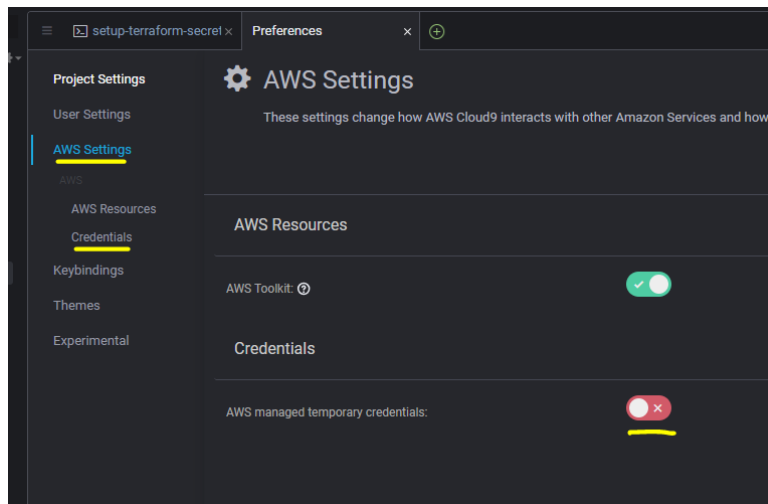 setup-terraform-secret
Preferences
Project Settings
User Settings
AWS Settings
AWS
AWS Resources
Credentials
Keybindings
Themes
Experimental
AWS Settings
These settings change how AWS Cloud9 interacts with other Amazon Services and how
AWS Resources
AWS Toolkit:
Credentials
AWS managed temporary credentials: